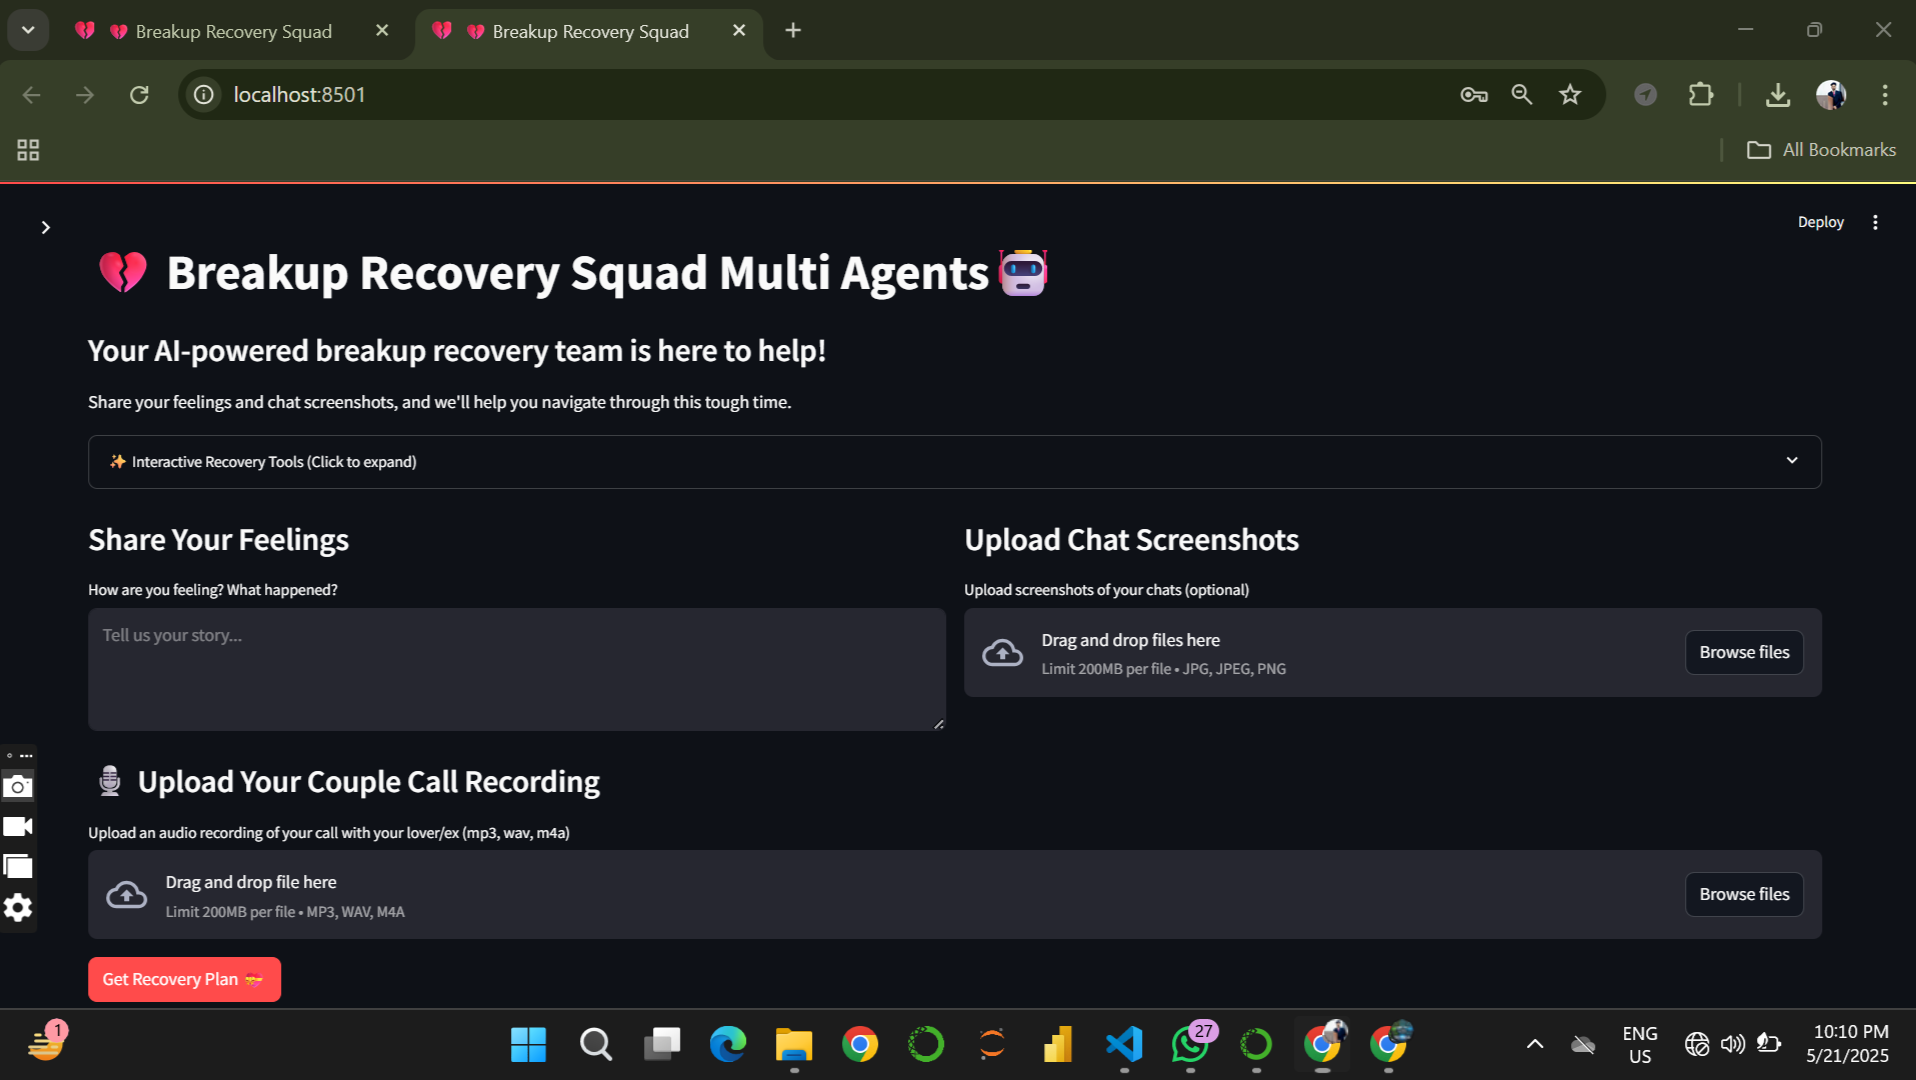 Breakup Recovery Squad
Breakup Recovery Squad
localhost:8501
All Bookmarks
Deploy
Breakup Recovery Squad Multi Agents
Your AI-powered breakup recovery team is here to help!
Share your feelings and chat screenshots, and we'll help you navigate through this tough time.
Interactive Recovery Tools (Click to expand)
Share Your Feelings
How are you feeling? What happened?
Tell us your story...
Upload Chat Screenshots
Upload screenshots of your chats (optional)
Drag and drop files here
Limit 200MB per file • JPG, JPEG, PNG
Browse files
Upload Your Couple Call Recording
Upload an audio recording of your call with your lover/ex (mp3, wav, m4a)
Drag and drop file here
Limit 200MB per file • MP3, WAV, M4A
Browse files
Get Recovery Plan
1
27
ENG
US
10:10 PM
5/21/2025